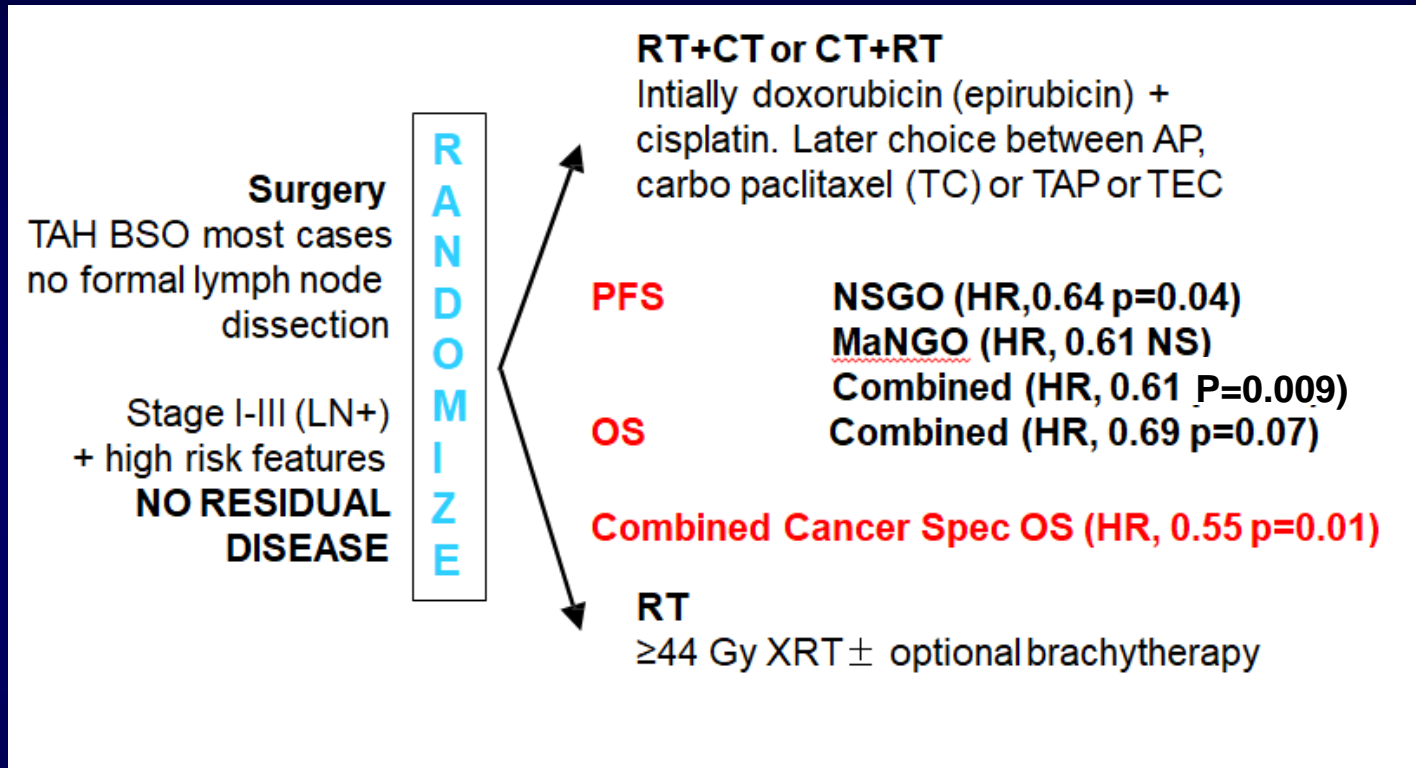 Surgery
TAH BSO most cases
no formal lymph node
dissection
Stage I-III (LN+)
+ high risk features
NO RESIDUAL
DISEASE
R
A
N
D
O
M
I
Z
E
RT+CT or CT+RT
Intially doxorubicin (epirubicin) +
cisplatin. Later choice between AP,
carbo paclitaxel (TC) or TAP or TEC
PFS NSGO (HR,0.64 p=0.04)
MaNGO (HR, 0.61 NS)
Combined (HR, 0.61 P=0.009)
OS Combined (HR, 0.69 p=0.07)
Combined Cancer Spec OS (HR, 0.55 p=0.01)
RT
≥44 Gy XRT ± optional brachytherapy